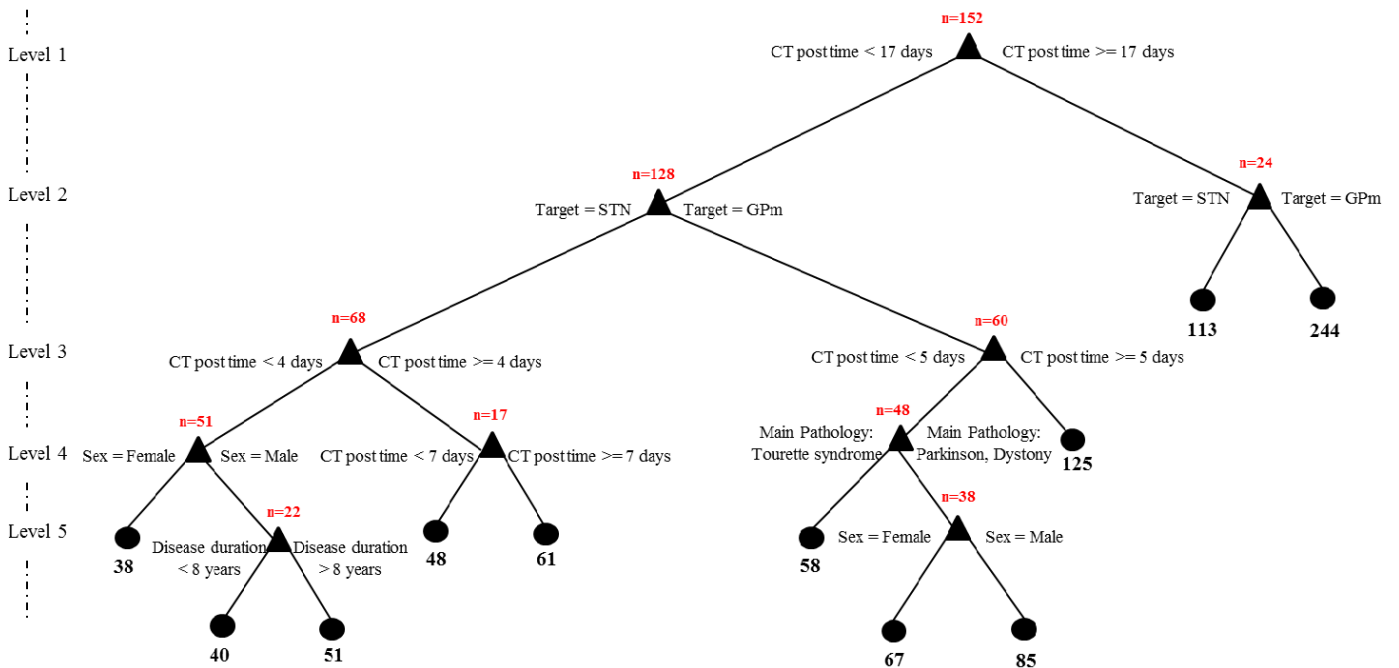 n=152
Level 1
CT post time < 17 days
CT post time >= 17 days
n=128
n=24
Level 2
Target = STN
Target = GPm
Target = STN
Target = GPm
113
244
n=68
n=60
Level 3
CT post time < 4 days
CT post time >= 4 days
CT post time < 5 days
CT post time >= 5 days
n=51
n=17
n=48
Level 4
Sex = Female
Sex = Male
CT post time < 7 days
CT post time >= 7 days
Main Pathology:
Tourette syndrome
Main Pathology:
Parkinson, Dystony
125
n=22
n=38
Level 5
38
Disease duration
< 8 years
Disease duration
> 8 years
48
61
58
Sex = Female
Sex = Male
40
51
67
85